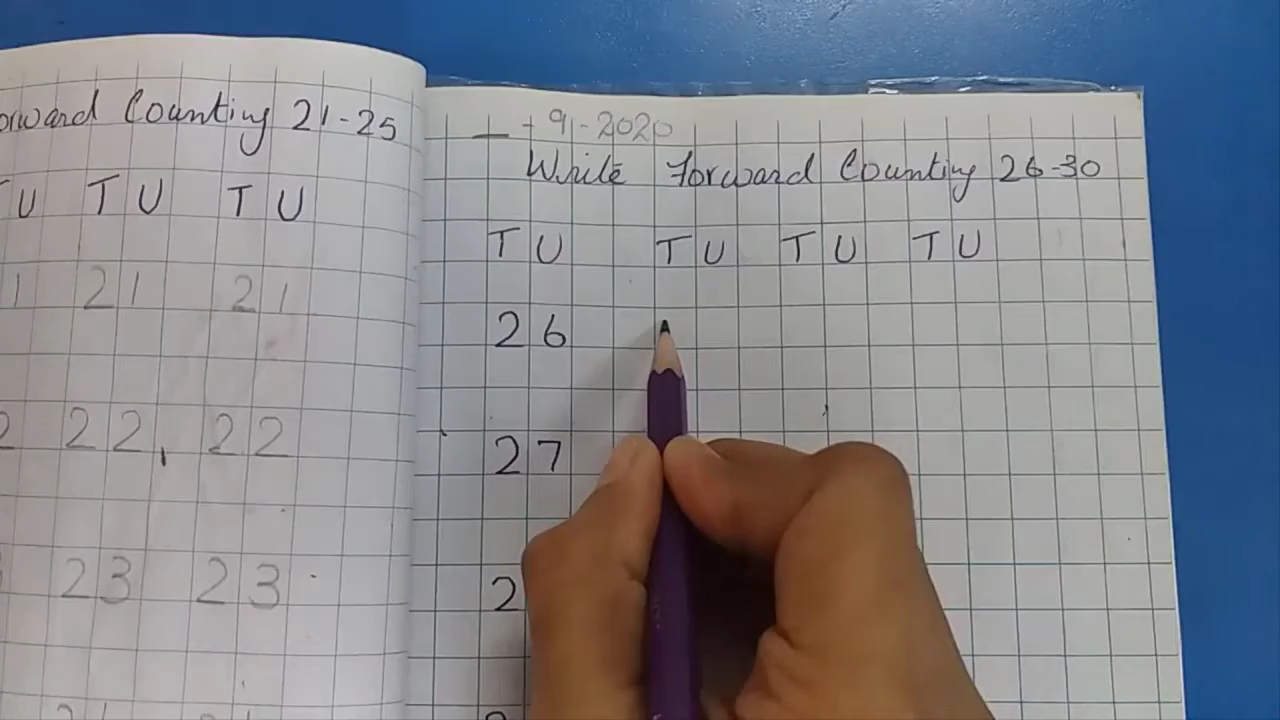 orward Counting 21-25
U T U T U
1 21 21
2 22, 22
23 23
- 91-2020
Write Forward Counting 26-30
T U T U T U T U
26
27
2